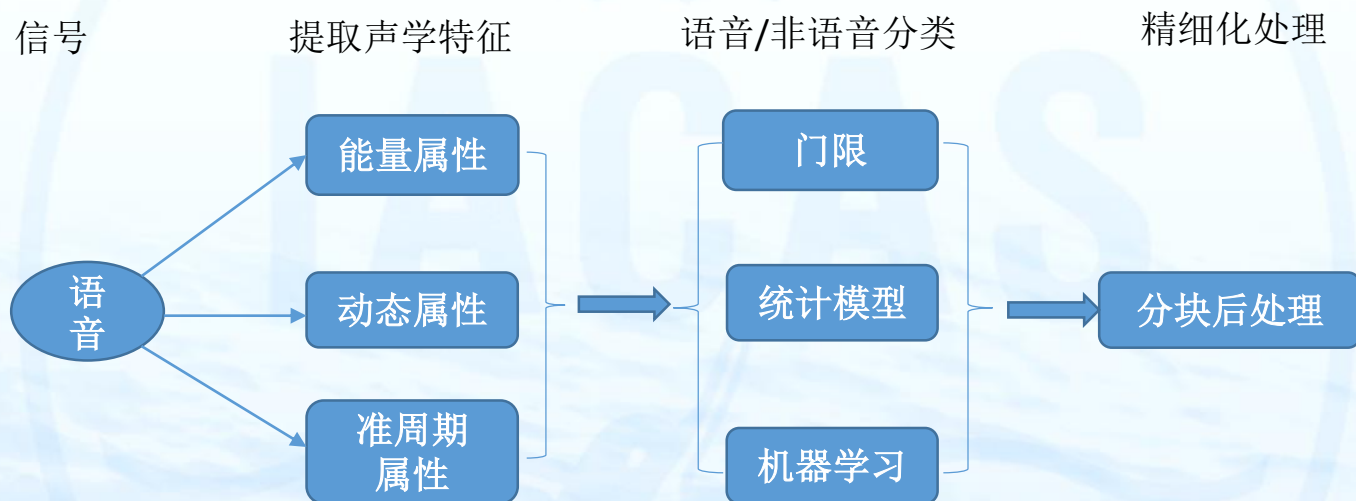 信号
提取声学特征
语音/非语音分类
精细化处理
能量属性
门限
语
音
动态属性
统计模型
分块后处理
准周期
属性
机器学习
IACAS